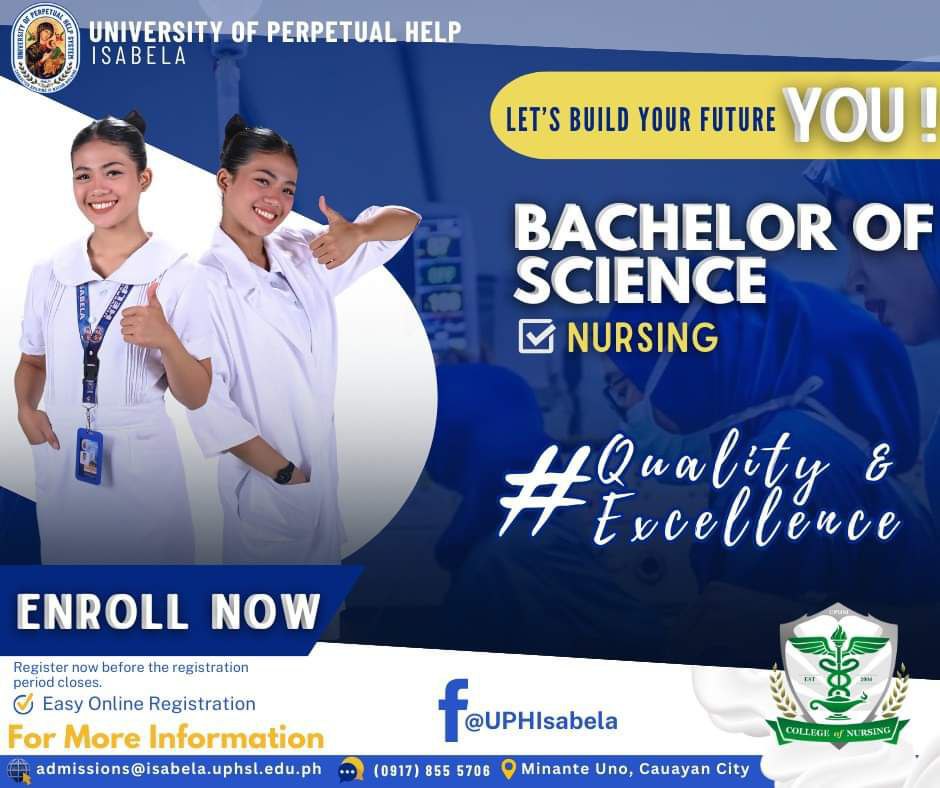 UNIVERSITY OF PERPETUAL HELP
ISABELA
LET'S BUILD YOUR FUTURE YOU !
BACHELOR OF
SCIENCE
NURSING
#Quality &
Excellence
ENROLL NOW
Register now before the registration
period closes.
Easy Online Registration
For More Information
f@UPHIsabela
admissions@isabela.uphsl.edu.ph (0917) 855 5706 Minante Uno, Cauayan City
EST
COLLEGE of NURSING
ISABELA
OFF